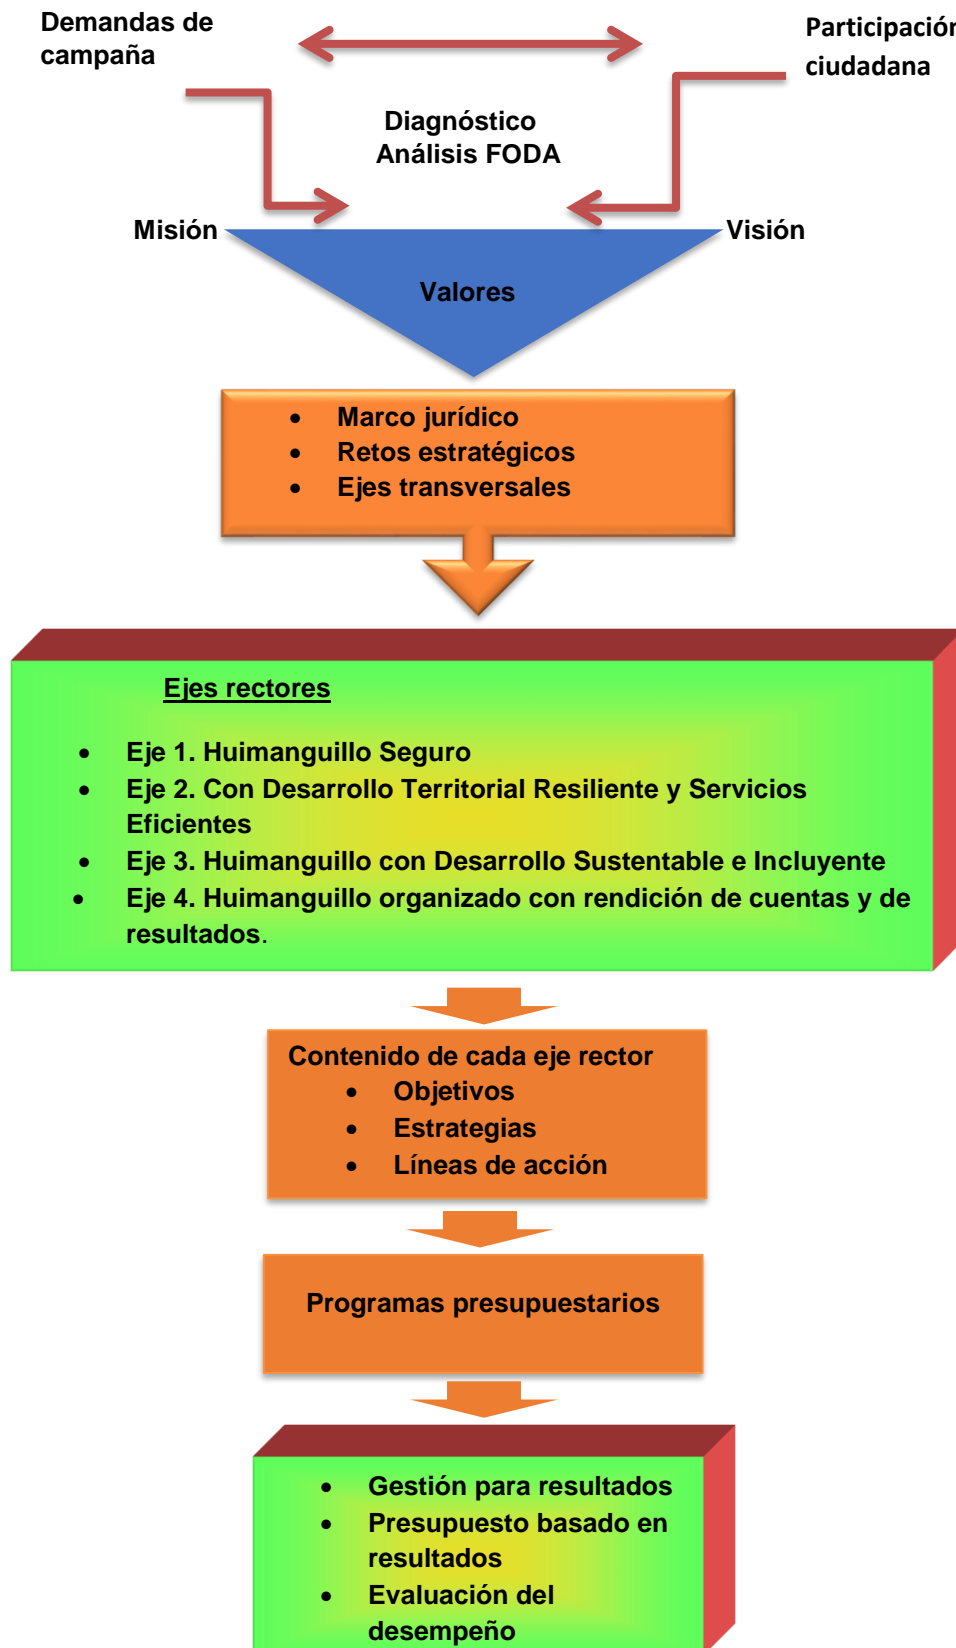 Demandas de
campaña
Participación
ciudadana
Diagnóstico
Análisis FODA
Misión
Visión
Valores
• Marco jurídico
• Retos estratégicos
• Ejes transversales
Ejes rectores
• Eje 1. Huimanguillo Seguro
• Eje 2. Con Desarrollo Territorial Resiliente y Servicios
Eficientes
• Eje 3. Huimanguillo con Desarrollo Sustentable e Incluyente
• Eje 4. Huimanguillo organizado con rendición de cuentas y de
resultados.
Contenido de cada eje rector
• Objetivos
• Estrategias
• Líneas de acción
Programas presupuestarios
• Gestión para resultados
• Presupuesto basado en
resultados
• Evaluación del
desempeño